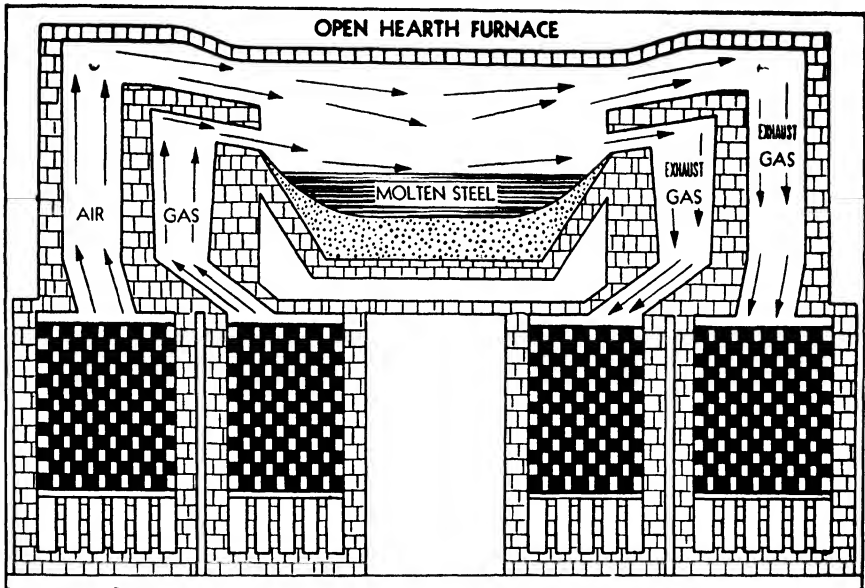 OPEN HEARTH FURNACE
AIR
GAS
MOLTEN STEEL
EXHAUST
GAS
EXHAUST
GAS